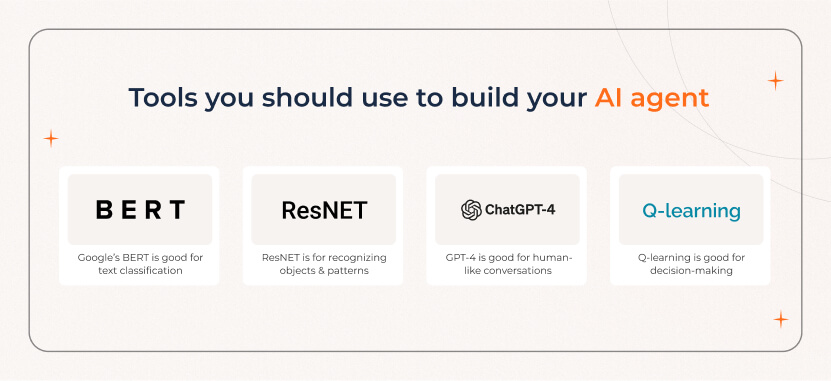 Tools you should use to build your AI agent
BERT
Google's BERT is good for
text classification
ResNET
ResNET is for recognizing
objects & patterns
ChatGPT-4
GPT-4 is good for human-
like conversations
Q-learning
Q-learning is good for
decision-making